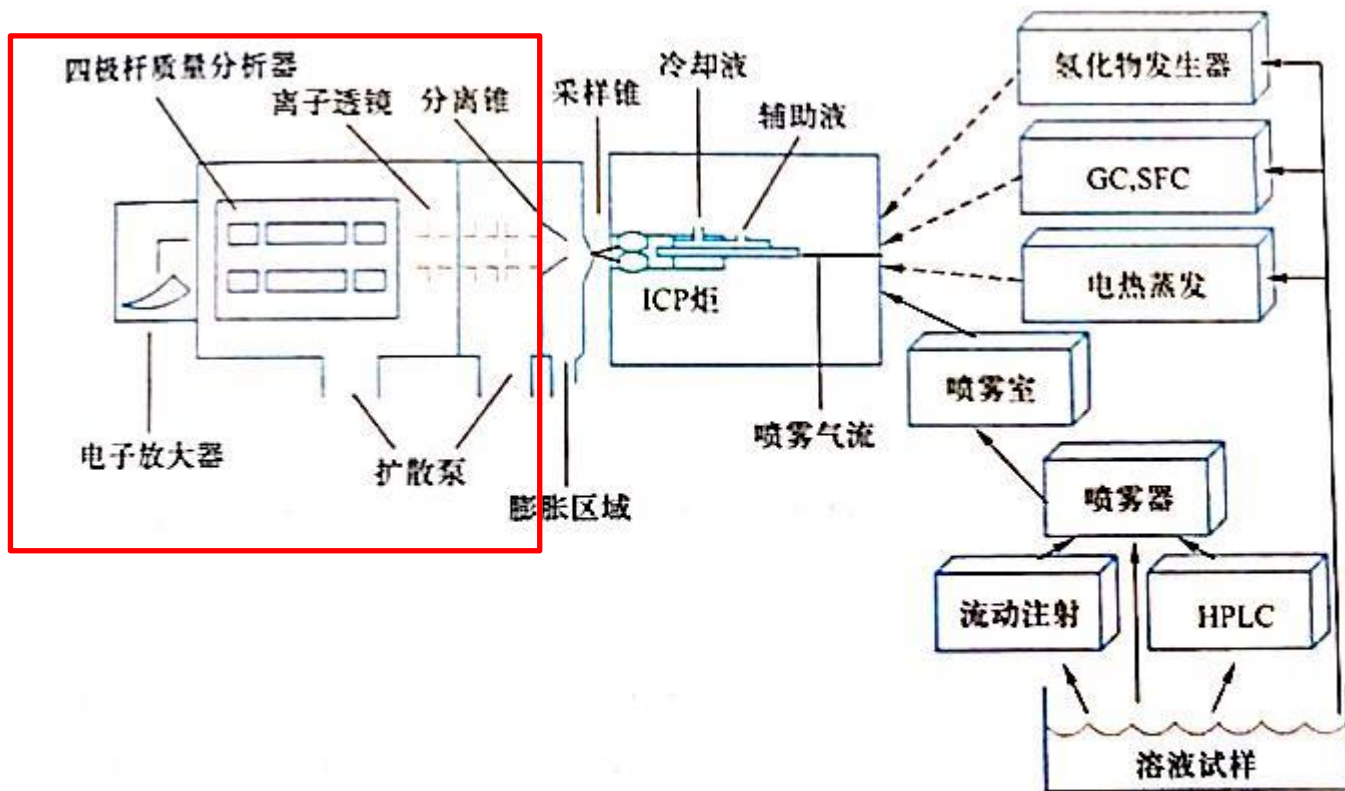 四极杆质量分析器
离子透镜
分离锥
采样锥
冷却液
辅助液
氢化物发生器
GC,SFC
电热蒸发
ICP炬
喷雾室
喷雾气流
电子放大器
扩散泵
膨胀区域
喷雾器
流动注射
HPLC
溶液试样